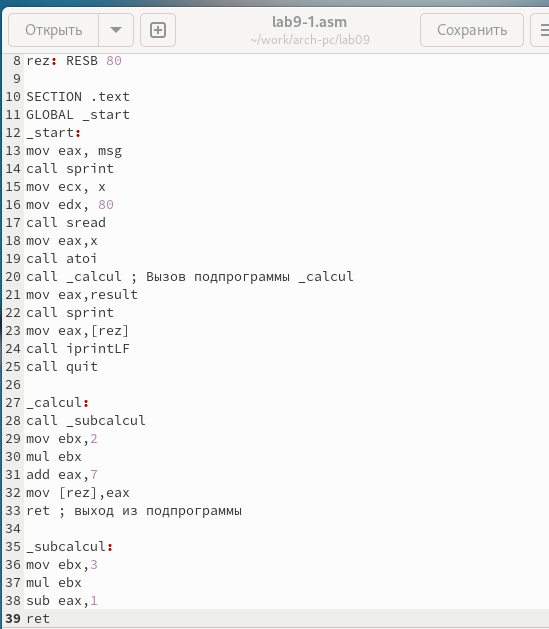 Открыть
lab9-1.asm
~/work/arch-pc/lab09
Сохранить
8 rez: RESB 80
9
10 SECTION .text
11 GLOBAL _start
12 _start:
13 mov eax, msg
14 call sprint
15 mov ecx, x
16 mov edx, 80
17 call sread
18 mov eax,x
19 call atoi
20 call _calcul ; Вызов подпрограммы _calcul
21 mov eax,result
22 call sprint
23 mov eax,[rez]
24 call iprintLF
25 call quit
26
27 _calcul:
28 call _subcalcul
29 mov ebx,2
30 mul ebx
31 add eax,7
32 mov [rez],eax
33 ret ; выход из подпрограммы
34
35 _subcalcul:
36 mov ebx,3
37 mul ebx
38 sub eax,1
39 ret